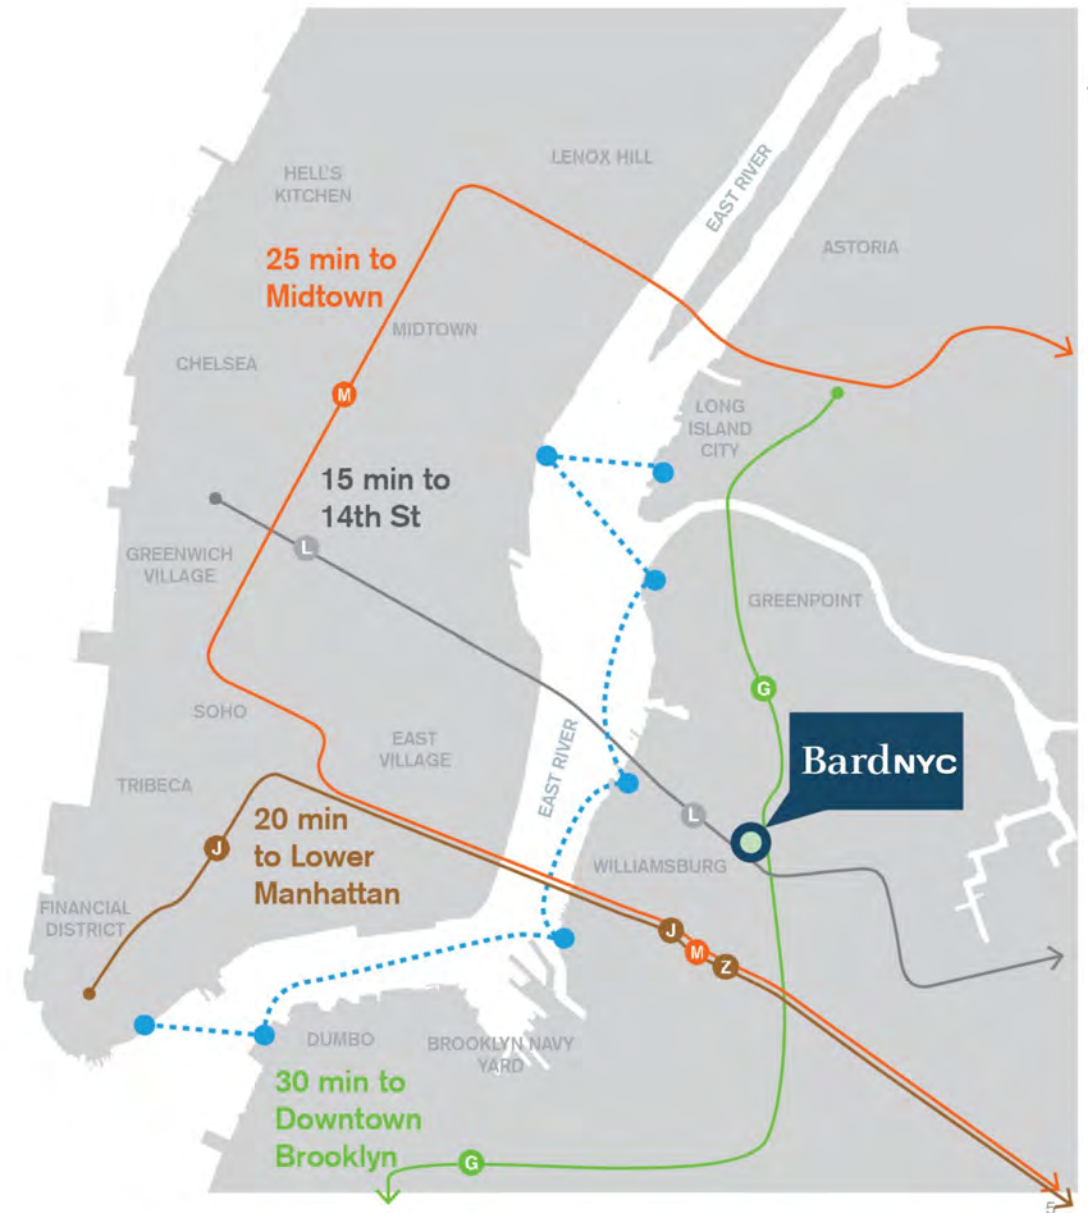 LENOX HILL
HELL'S
KITCHEN
EAST RIVER
ASTORIA
25 min to
Midtown
MIDTOWN
CHELSEA
M
LONG
ISLAND
CITY
15 min to
14th St
L
GREENWICH
VILLAGE
GREENPOINT
G
SOHO
EAST
VILLAGE
EAST RIVER
BardNYC
TRIBECA
20 min
to Lower
Manhattan
J
L
WILLIAMSBURG
FINANCIAL
DISTRICT
J
M
Z
DUMBO
BROOKLYN NAVY
YARD
30 min to
Downtown
Brooklyn
G
5